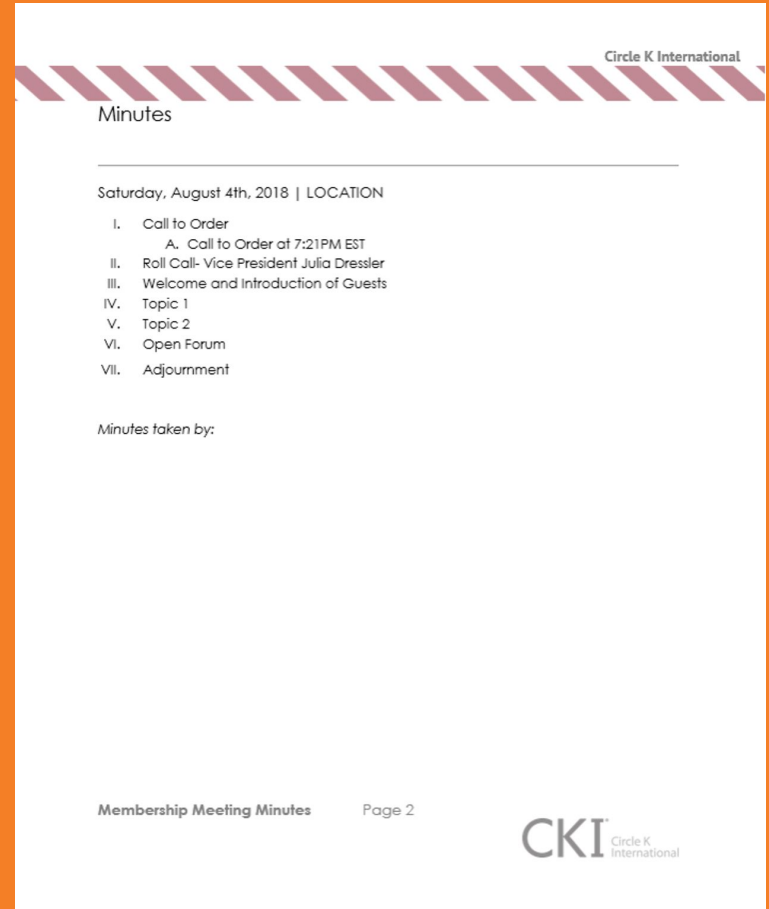 Circle K International
Minutes
Saturday, August 4th, 2018 | LOCATION
I. Call to Order
A. Call to Order at 7:21PM EST
II. Roll Call- Vice President Julia Dressler
III. Welcome and Introduction of Guests
IV. Topic 1
V. Topic 2
VI. Open Forum
VII. Adjournment
Minutes taken by:
Membership Meeting Minutes Page 2
CKI Circle K
International